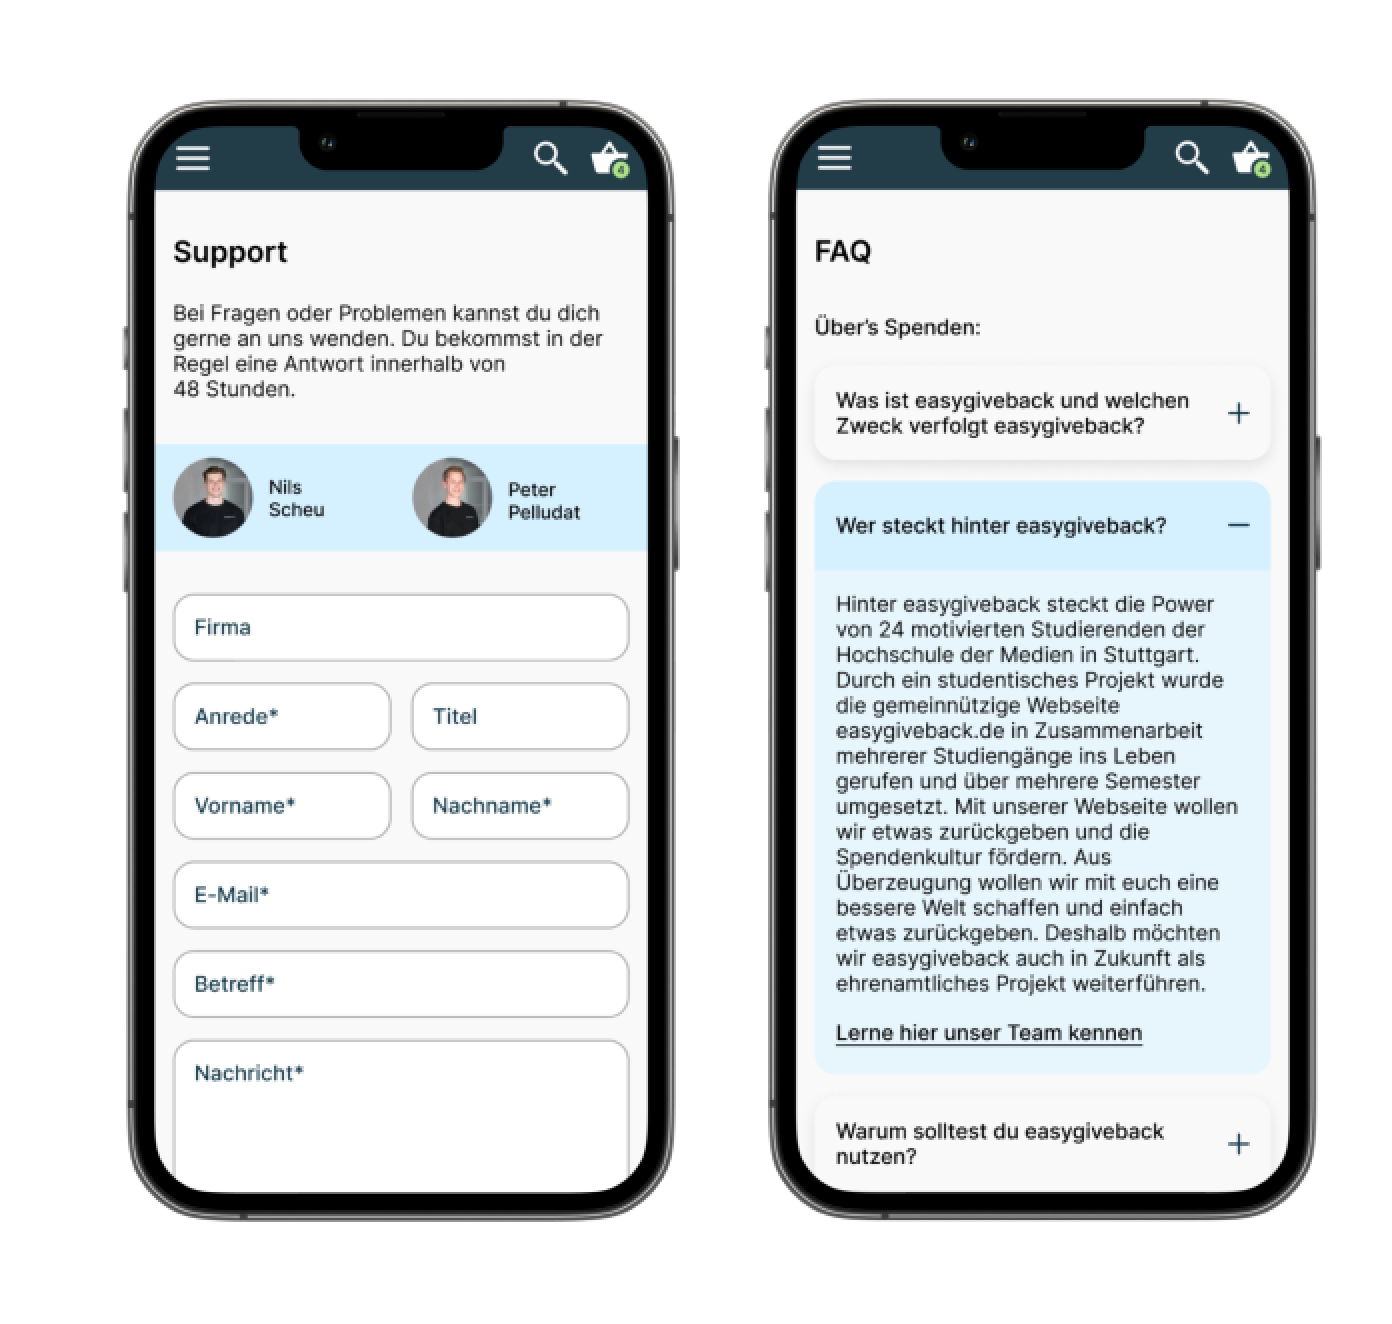 4
Support
Bei Fragen oder Problemen kannst du dich
gerne an uns wenden. Du bekommst in der
Regel eine Antwort innerhalb von
48 Stunden.
Nils
Scheu
Peter
Pelludat
Firma
Anrede*
Titel
Vorname*
Nachname*
E-Mail*
Betreff*
Nachricht*
4
FAQ
Über's Spenden:
Was ist easygiveback und welchen
Zweck verfolgt easygiveback?
Wer steckt hinter easygiveback?
Hinter easygiveback steckt die Power
von 24 motivierten Studierenden der
Hochschule der Medien in Stuttgart.
Durch ein studentisches Projekt wurde
die gemeinnützige Webseite
easygiveback.de in Zusammenarbeit
mehrerer Studiengänge ins Leben
gerufen und über mehrere Semester
umgesetzt. Mit unserer Webseite wollen
wir etwas zurückgeben und die
Spendenkultur fördern. Aus
Überzeugung wollen wir mit euch eine
bessere Welt schaffen und einfach
etwas zurückgeben. Deshalb möchten
wir easygiveback auch in Zukunft als
ehrenamtliches Projekt weiterführen.
Lerne hier unser Team kennen
Warum solltest du easygiveback
nutzen?